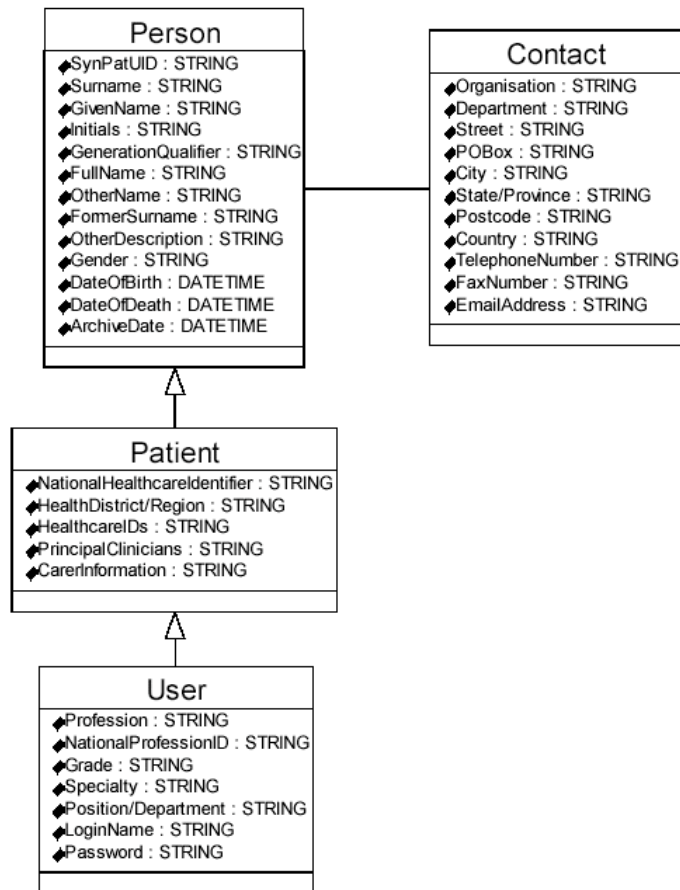 Person
SynPatUID : STRING
Surname : STRING
GivenName : STRING
Initials : STRING
GenerationQualifier : STRING
FullName : STRING
OtherName : STRING
FormerSurname : STRING
OtherDescription : STRING
Gender : STRING
DateOfBirth : DATETIME
DateOfDeath : DATETIME
ArchiveDate : DATETIME
Contact
Organisation : STRING
Department : STRING
Street : STRING
POBox : STRING
City : STRING
State/Province : STRING
Postcode : STRING
Country : STRING
TelephoneNumber : STRING
FaxNumber : STRING
EmailAddress : STRING
Patient
NationalHealthcareIdentifier : STRING
HealthDistrict/Region : STRING
HealthcareIDs : STRING
PrincipalClinicians : STRING
CarerInformation : STRING
User
Profession : STRING
NationalProfessionID : STRING
Grade : STRING
Specialty : STRING
Position/Department : STRING
LoginName : STRING
Password : STRING